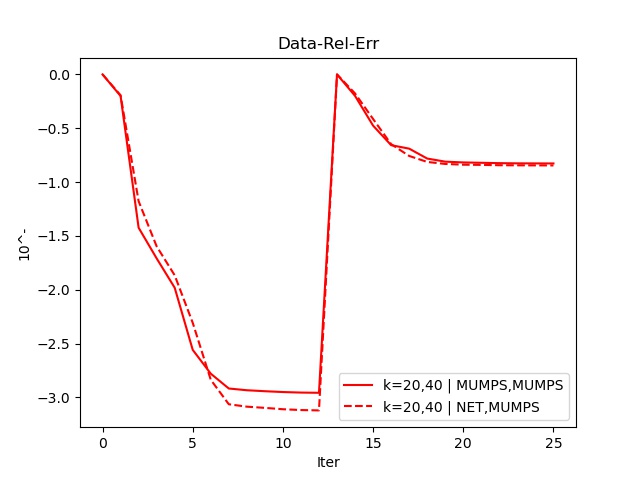 Data-Rel-Err
10^-
0.0
−0.5
−1.0
−1.5
−2.0
−2.5
−3.0
k=20,40 | MUMPS,MUMPS
k=20,40 | NET,MUMPS
0 5 10 15 20 25
Iter